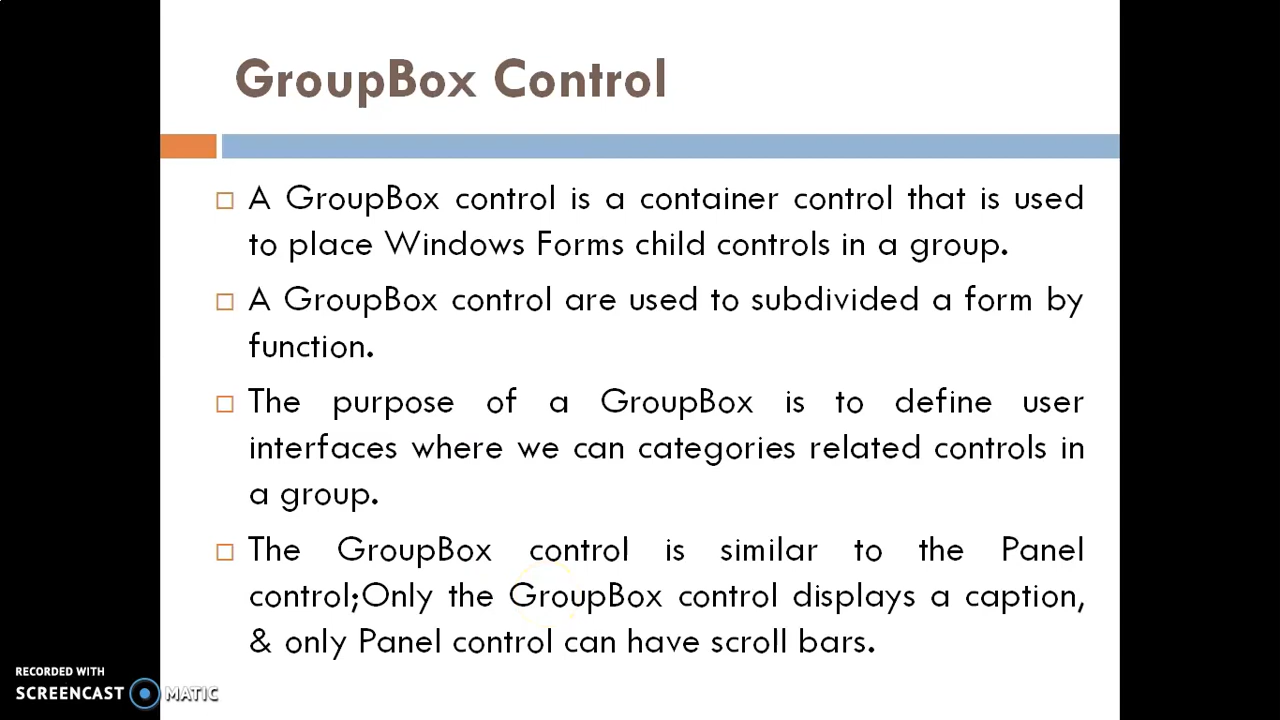 GroupBox Control
A GroupBox control is a container control that is used
to place Windows Forms child controls in a group.
A GroupBox control are used to subdivided a form by
function.
The purpose of a GroupBox is to define user
interfaces where we can categories related controls in
a group.
The GroupBox control is similar to the Panel
control;Only the GroupBox control displays a caption,
& only Panel control can have scroll bars.
RECORDED WITH
SCREENCAST MATIC